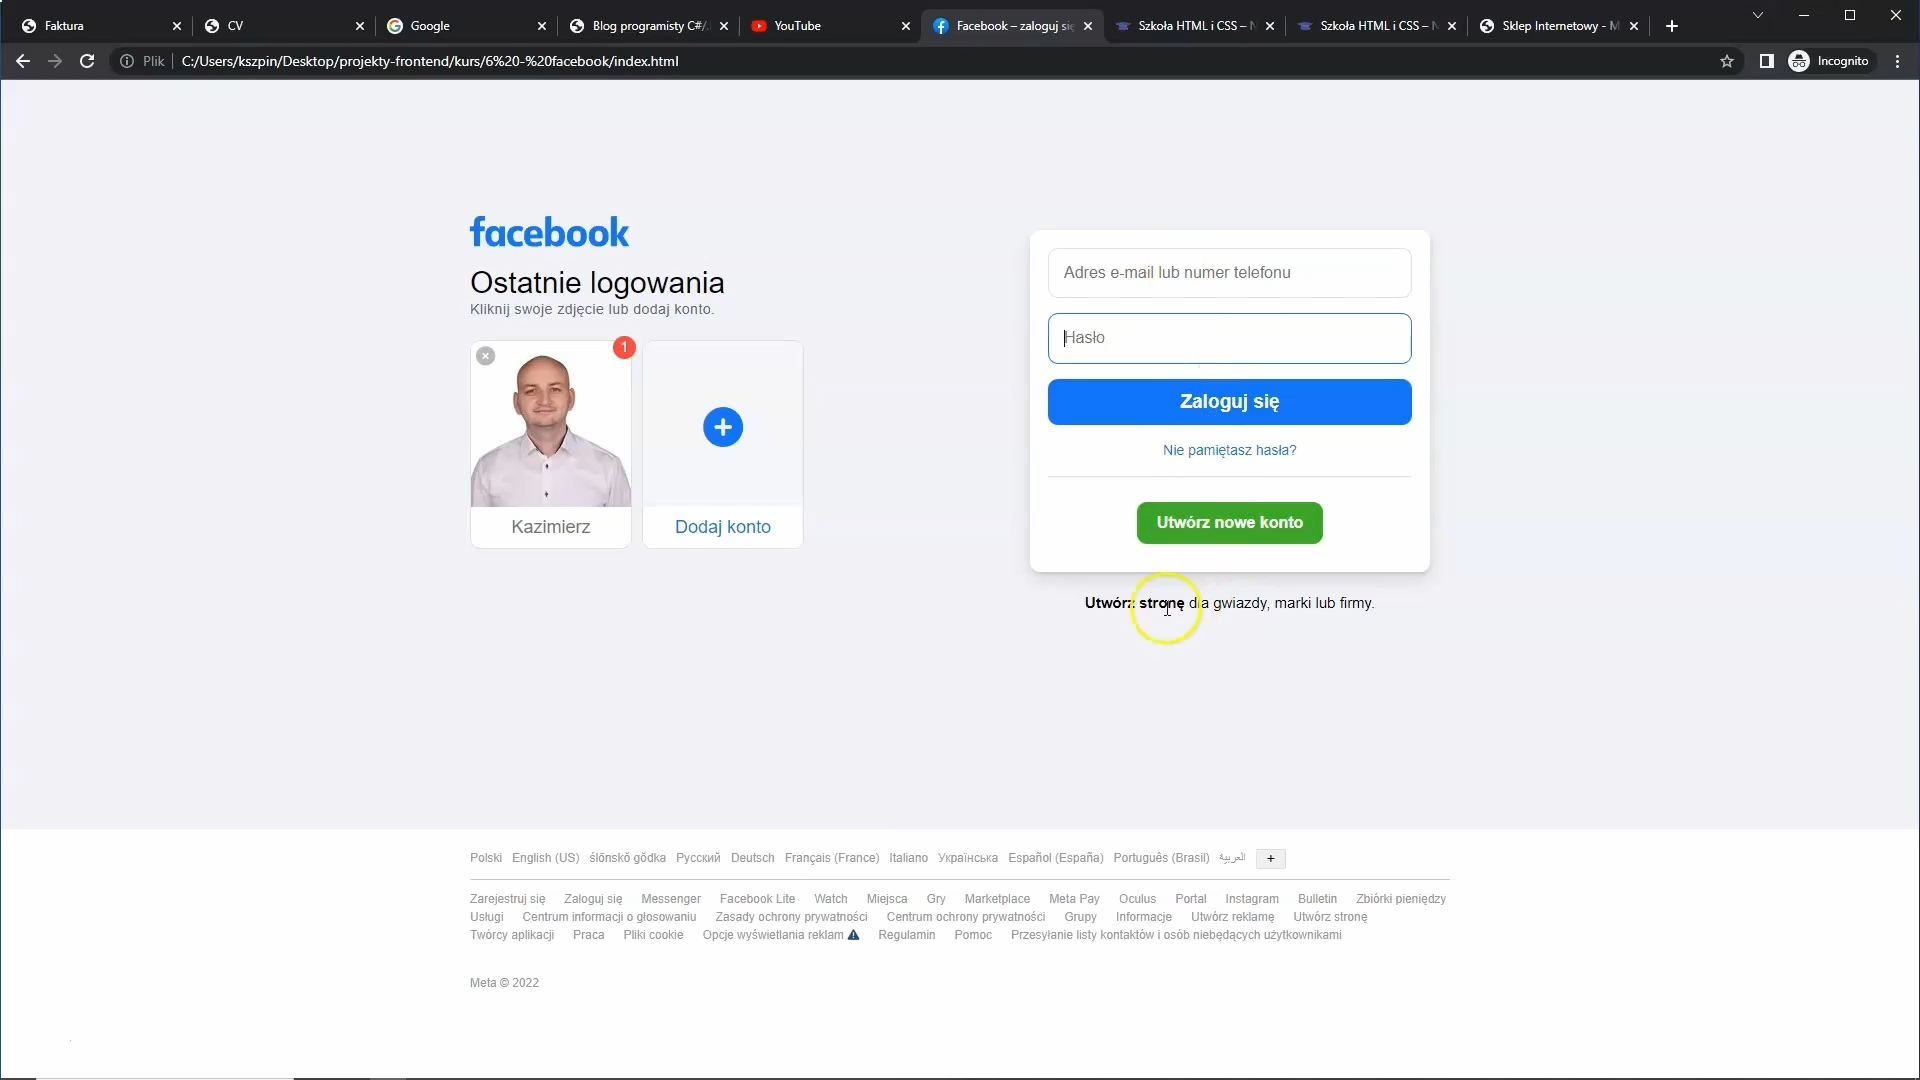 Faktura
CV
Google
Blog programisty C#/.
YouTube
Facebook – zaloguj się
Szkoła HTML i CSS – N
Szkoła HTML i CSS – N
Sklep Internetowy - M
Plik
C:/Users/kszpin/Desktop/projekty-frontend/kurs/6%20-%20facebook/index.html
Incognito
facebook
Ostatnie logowania
Kliknij swoje zdjęcie lub dodaj konto.
1
Kazimierz
Dodaj konto
Adres e-mail lub numer telefonu
Hasło
Zaloguj się
Nie pamiętasz hasła?
Utwórz nowe konto
Utwórz stronę dla gwiazdy, marki lub firmy.
Polski English (US) ślōnskŏ gŏdka Русский Deutsch Français (France) Italiano Українська Español (España) Português (Brasil) العربية +
Zarejestruj się Zaloguj się Messenger Facebook Lite Watch Miejsca Gry Marketplace Meta Pay Oculus Portal Instagram Bulletin Zbiórki pieniędzy
Usługi Centrum informacji o głosowaniu Zasady ochrony prywatności Centrum ochrony prywatności Grupy Informacje Utwórz reklamę Utwórz stronę
Twórcy aplikacji Praca Pliki cookie Opcje wyświetlania reklam Regulamin Pomoc Przesyłanie listy kontaktów i osób niebędących użytkownikami
Meta © 2022